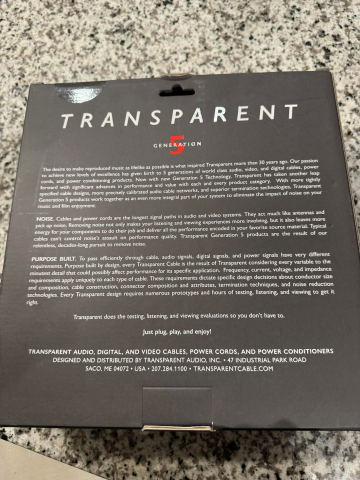 TRANSPARENT
5
GENERATION
The desire to make reproduced music as lifelike as possible is what inspired Transparent more than 30 years ago. Our passion
to achieve new levels of excellence has given birth to 5 generations of world class audio, video, and digital cables, power
cords, and power conditioning products. Now with new Generation 5 Technology, Transparent has taken another leap
forward with significant advances in performance and value with each and every product category. With more tightly
specified cable designs, more precisely calibrated audio cable networks, and superior termination technologies, Transparent
Generation 5 products work together as an even more integral part of your system to eliminate the impact of noise on your
music and film enjoyment.
NOISE. Cables and power cords are the longest signal paths in audio and video systems. They act much like antennas and
pick up noise. Removing noise not only makes your listening and viewing experiences more involving, but it also leaves more
energy for your components to do their job and deliver all the performance encoded in your favorite source material. Typical
cables can't control noise's assault on performance quality. Transparent Generation 5 products are the result of our
relentless, decades-long pursuit to remove noise.
PURPOSE BUILT. To pass efficiently through cable, audio signals, digital signals, and power signals have very different
requirements. Purpose built by design, every Transparent Cable is the result of Transparent considering every variable to the
minutest detail that could possibly affect performance for its specific application. Frequency, current, voltage, and impedance
requirements apply uniquely to each type of cable. These requirements dictate specific design decisions about conductor size
and composition, cable construction, connector composition and attributes, termination techniques, and noise reduction
technologies. Every Transparent design requires numerous prototypes and hours of testing, listening, and viewing to get it
right.
Transparent does the testing, listening, and viewing evaluations so you don't have to.
Just plug, play, and enjoy!
TRANSPARENT AUDIO, DIGITAL, AND VIDEO CABLES, POWER CORDS, AND POWER CONDITIONERS
DESIGNED AND DISTRIBUTED BY TRANSPARENT AUDIO, INC. • 47 INDUSTRIAL PARK ROAD
SACO, ME 04072 • USA • 207.284.1100 • TRANSPARENTCABLE.COM